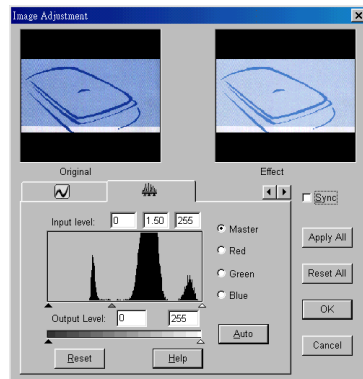 Image Adjustment
Original
Effect
Input level: 0 1.50 255
Master
Red
Green
Blue
Output Level: 0 255
Auto
Reset
Help
Sync
Apply All
Reset All
OK
Cancel